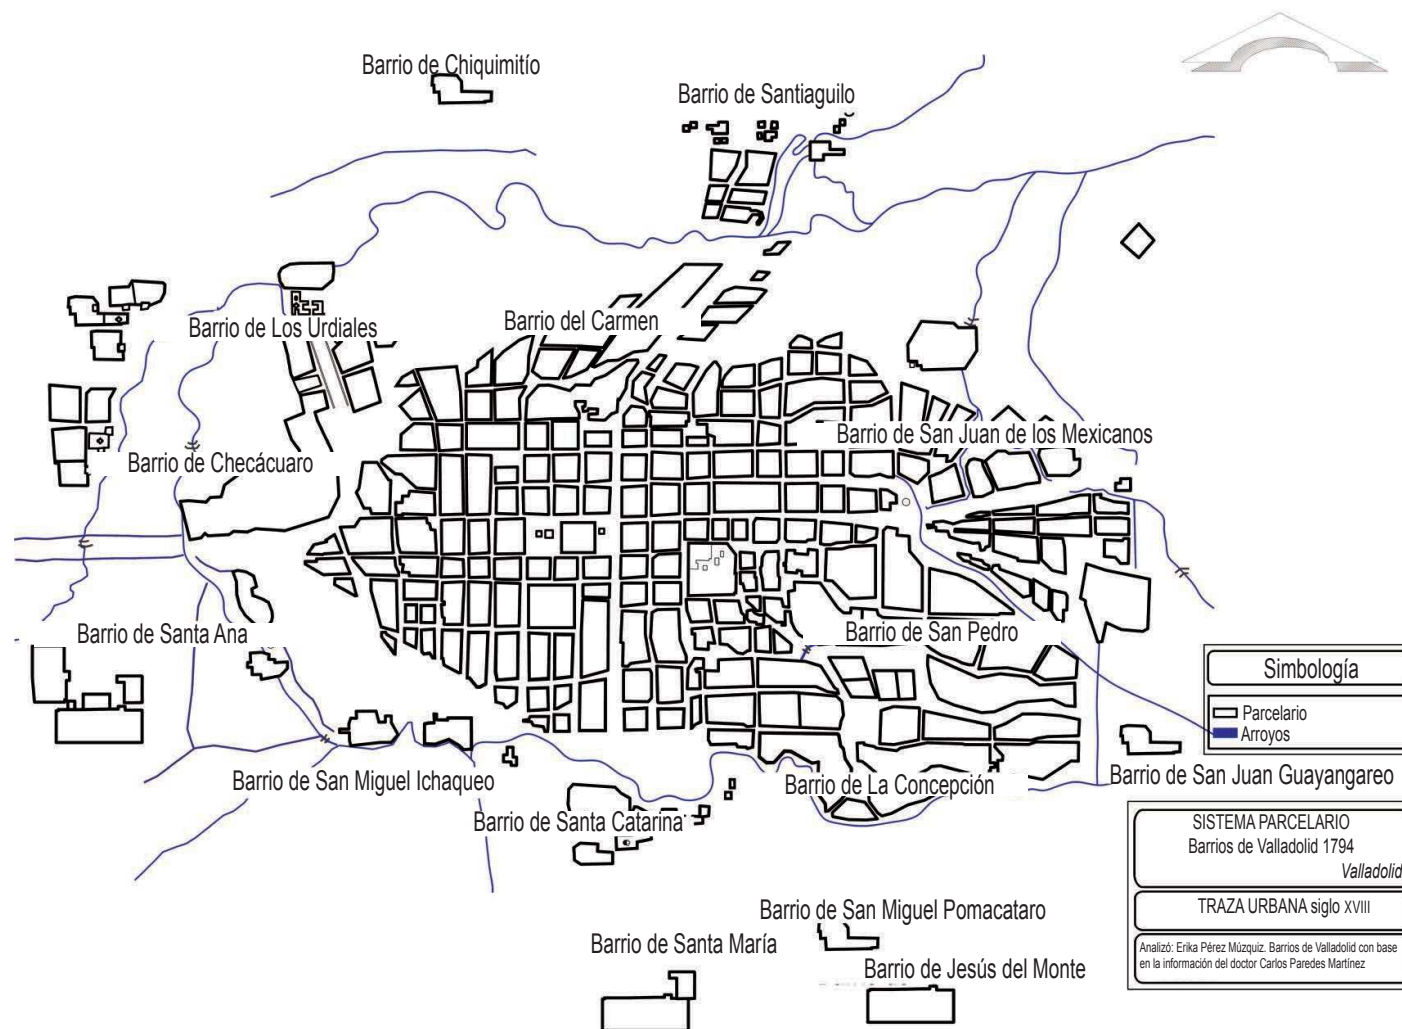 Barrio de Chiquimitío
Barrio de Santiaguilo
Barrio de Los Urdiales
Barrio del Carmen
Barrio de San Juan de los Mexicanos
Barrio de Checácuaro
Barrio de Santa Ana
Barrio de San Pedro
Simbología
Parcelario
Arroyos
Barrio de San Miguel Ichaqueo
Barrio de La Concepción
Barrio de San Juan Guayangareo
Barrio de Santa Catarina
SISTEMA PARCELARIO
Barrios de Valladolid 1794
Valladolid
TRAZA URBANA siglo XVIII
Barrio de San Miguel Pomacataro
Barrio de Santa María
Barrio de Jesús del Monte
Analizó: Erika Pérez Múzquiz. Barrios de Valladolid con base
en la información del doctor Carlos Paredes Martínez